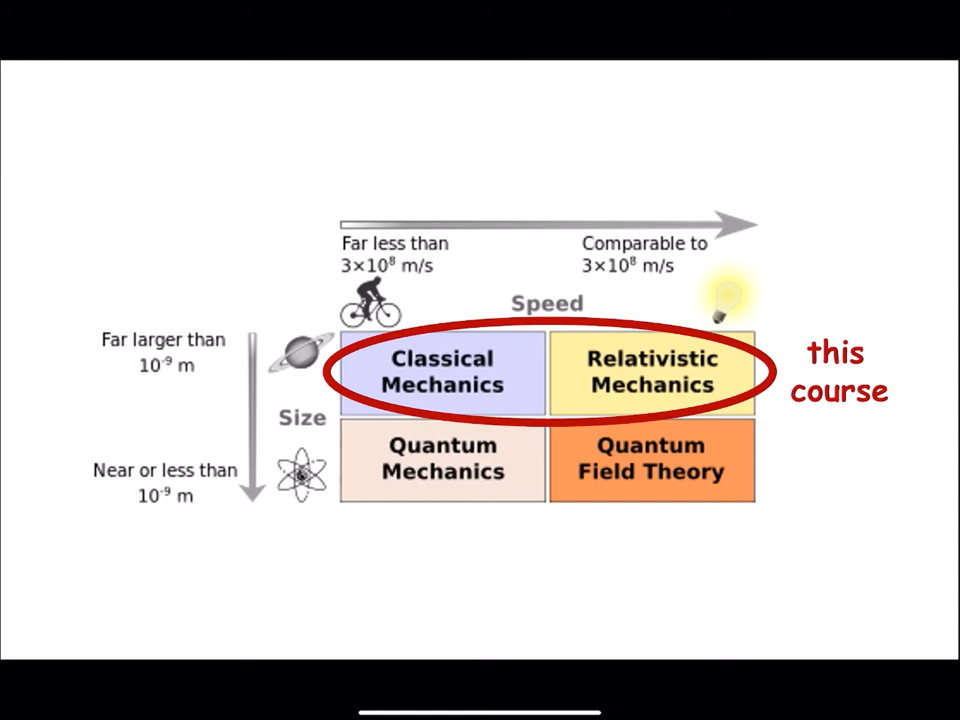 Far less than
3×10⁸ m/s
Comparable to
3×10⁸ m/s
Speed
Far larger than
10⁻⁹ m
Classical
Mechanics
Relativistic
Mechanics
this
course
Size
Near or less than
10⁻⁹ m
Quantum
Mechanics
Quantum
Field Theory